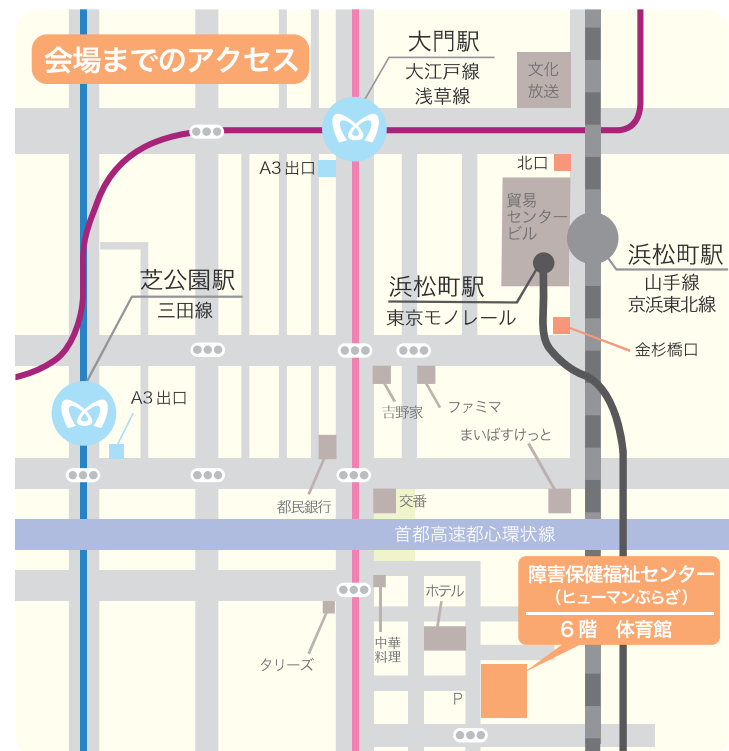 会場までのアクセス
大門駅
大江戸線
浅草線
文化
放送
A3出口
北口
貿易
センター
ビル
浜松町駅
山手線
京浜東北線
芝公園駅
三田線
浜松町駅
東京モノレール
金杉橋口
A3出口
吉野家
ファミマ
まいばすけっと
都民銀行
交番
首都高速都心環状線
障害保健福祉センター
（ヒューマンぷらざ）
6階　体育館
ホテル
中華
料理
タリーズ
P